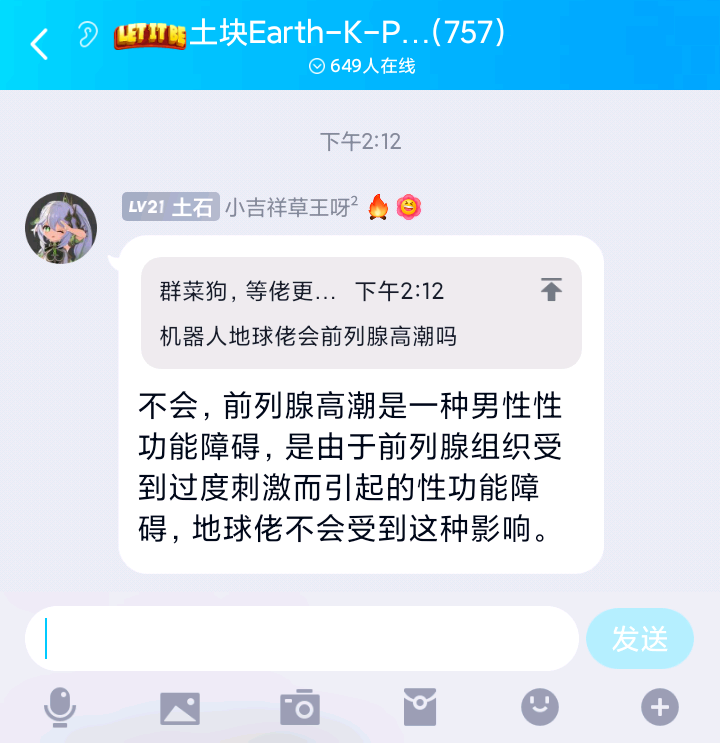 LET IT BE 土块Earth-K-P...(757)
649人在线
下午2:12
LV21 土石 小吉祥草王呀²
群菜狗，等佬更... 下午2:12
机器人地球佬会前列腺高潮吗
不会，前列腺高潮是一种男性性
功能障碍，是由于前列腺组织受
到过度刺激而引起的性功能障
碍，地球佬不会受到这种影响。
发送